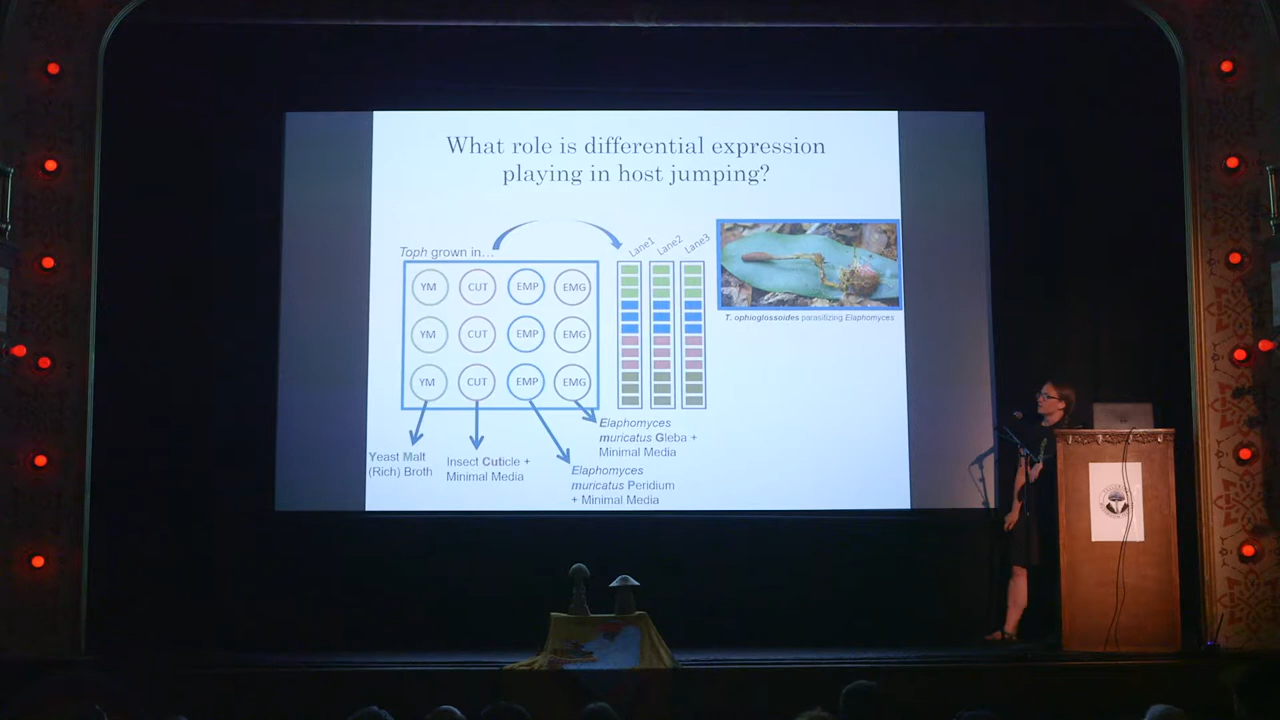 What role is differential expression
playing in host jumping?
Toph grown in…
Lane1 Lane2 Lane3
YM CUT EMP EMG
YM CUT EMP EMG
YM CUT EMP EMG
T. ophioglossoides parasitizing Elaphomyces
Yeast Malt
(Rich) Broth
Insect Cuticle +
Minimal Media
Elaphomyces
muricatus Peridium
+ Minimal Media
Elaphomyces
muricatus Gleba +
Minimal Media